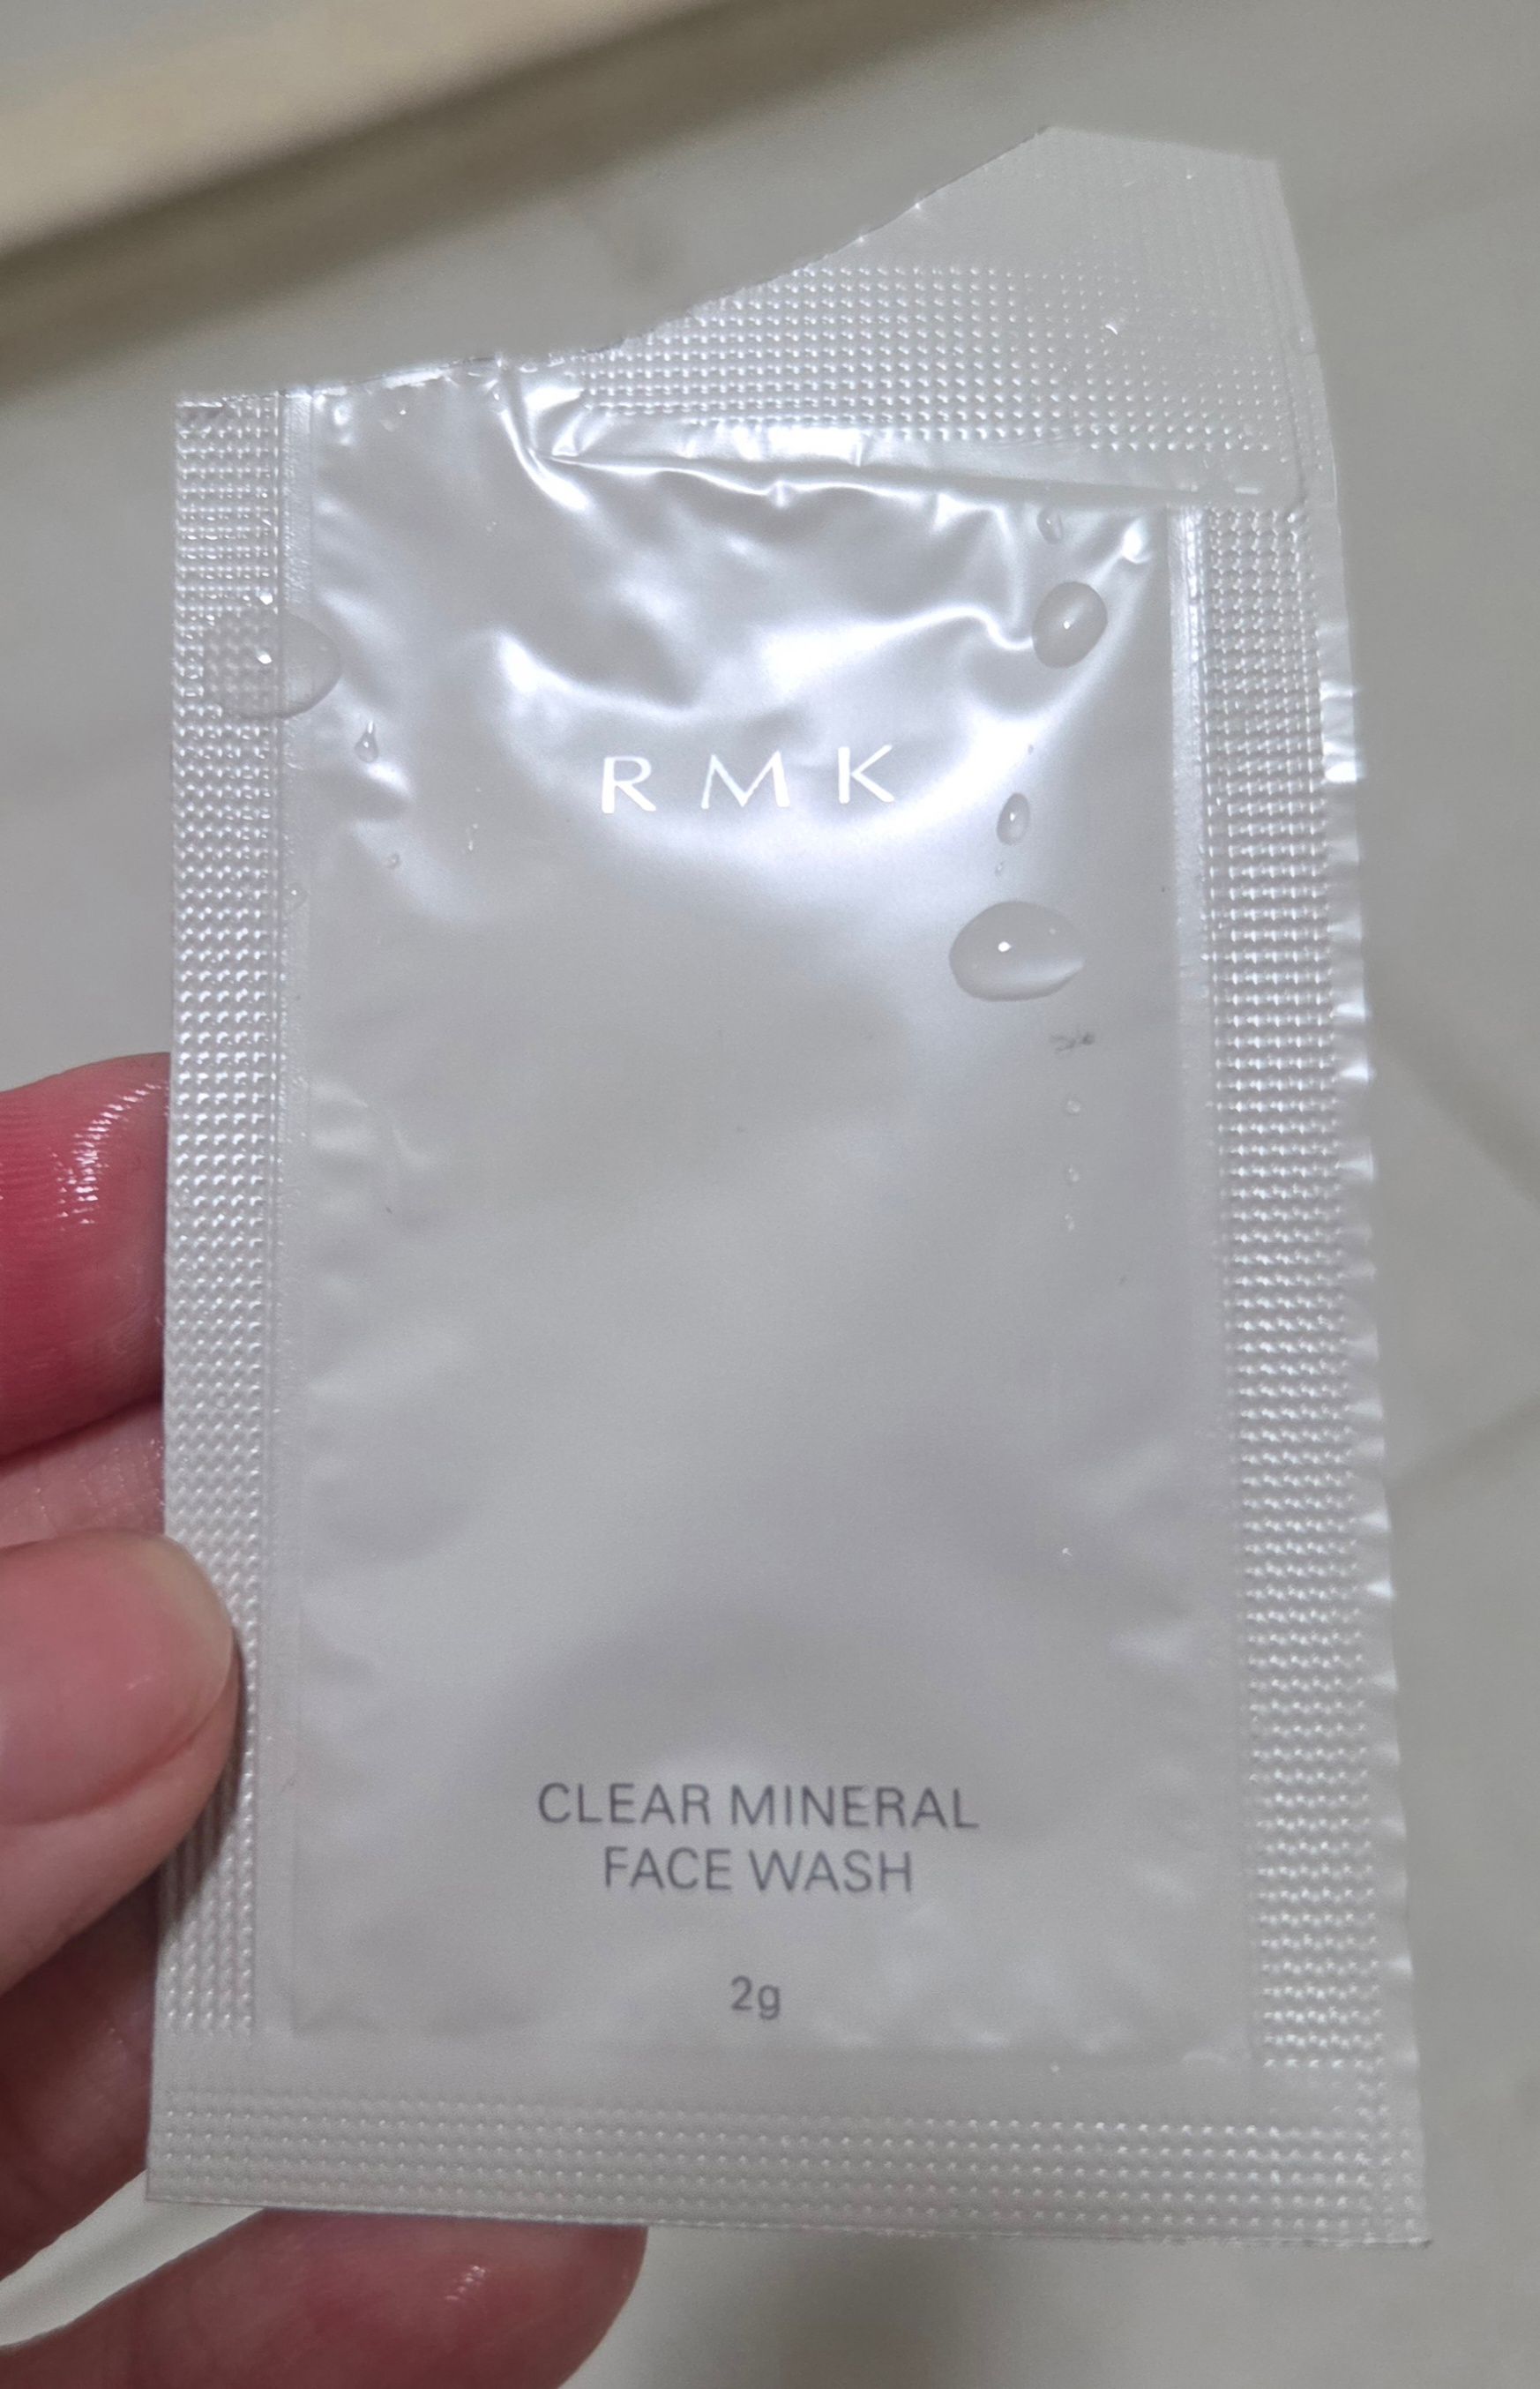 RMK
CLEAR MINERAL
FACE WASH
2g